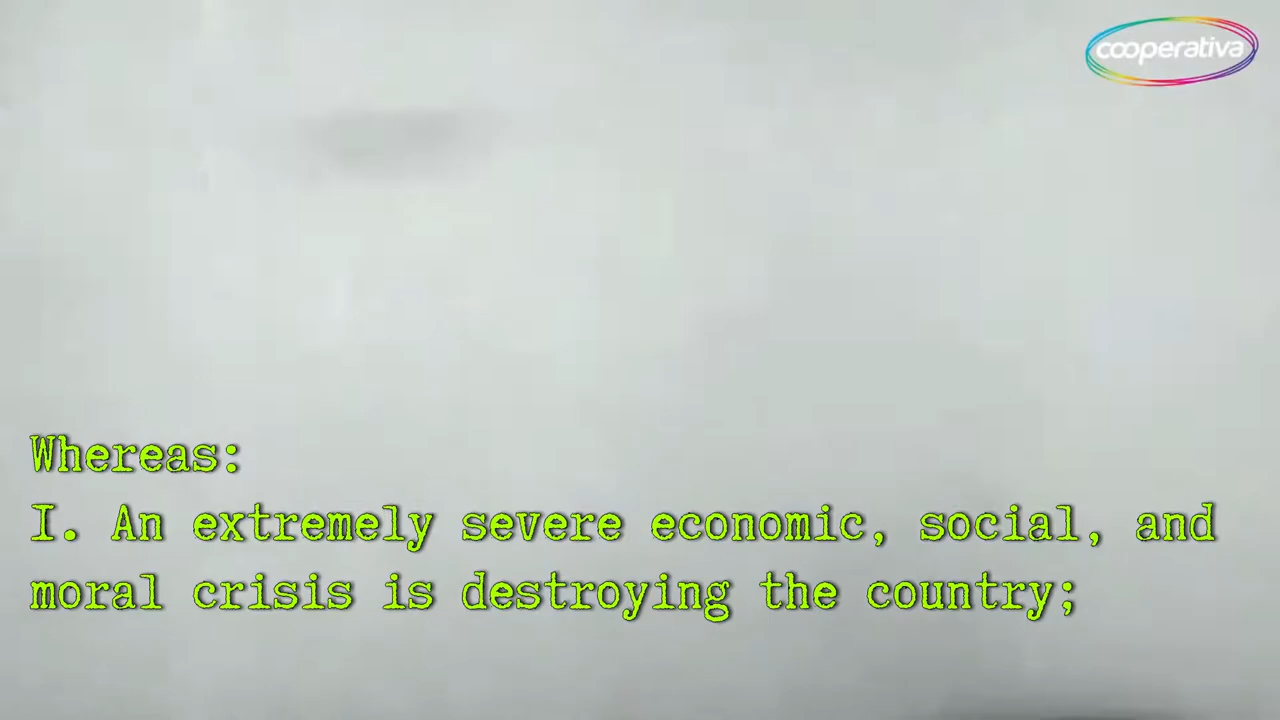 cooperativa
Whereas:
I. An extremely severe economic, social, and
moral crisis is destroying the country;